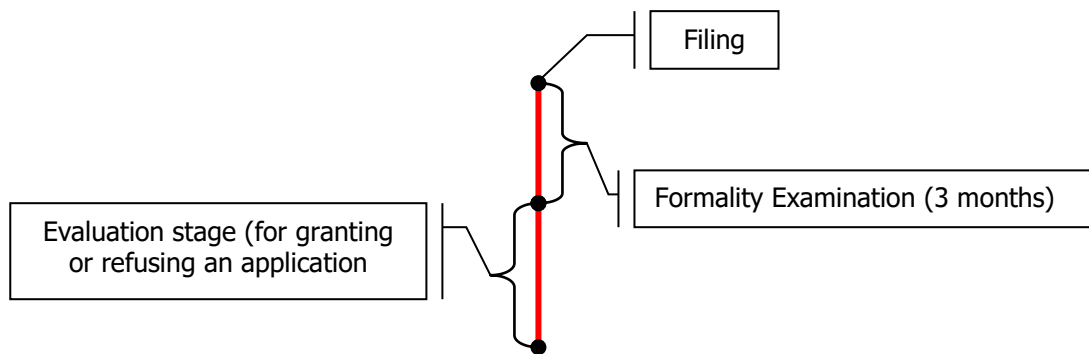 Filing
Formality Examination (3 months)
Evaluation stage (for granting
or refusing an application